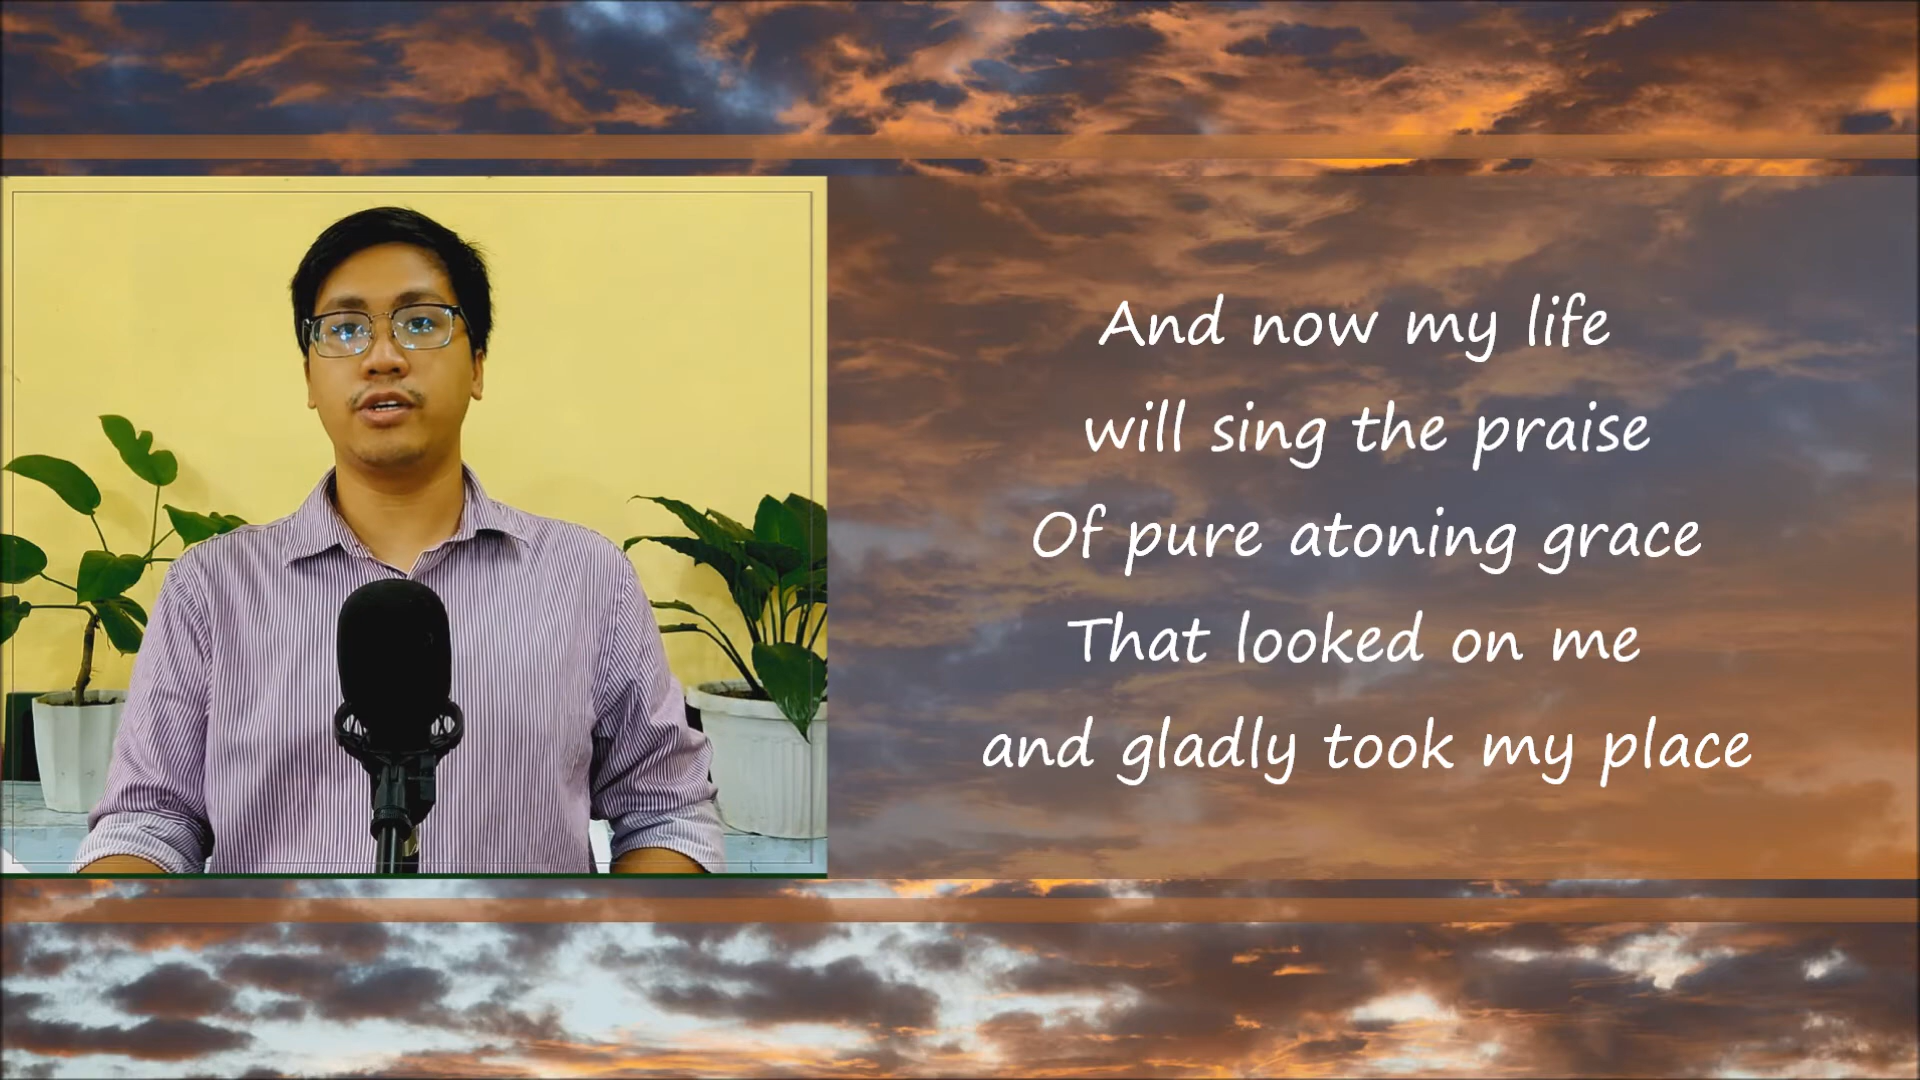 And now my life
will sing the praise
Of pure atoning grace
That looked on me
and gladly took my place